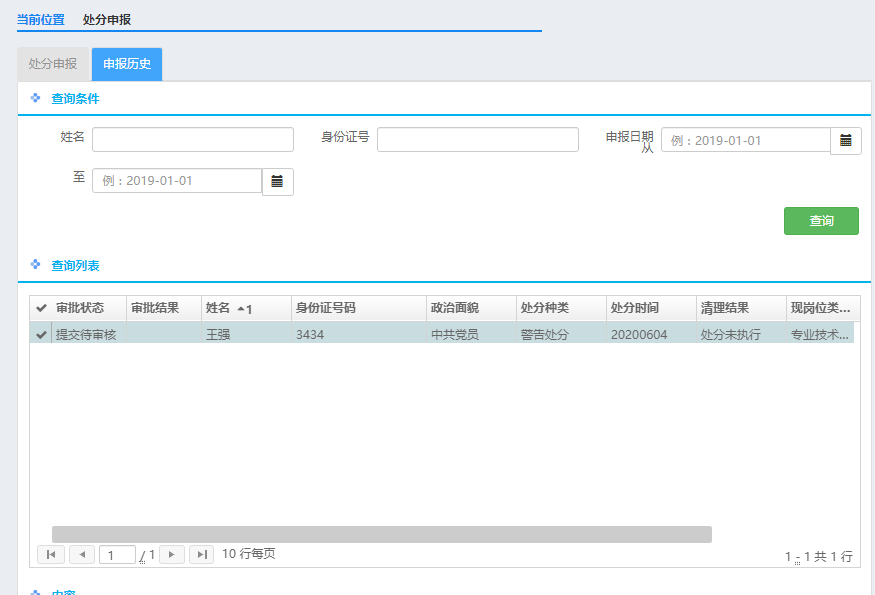 当前位置 处分申报
处分申报 申报历史
查询条件
姓名 身份证号 申报日期从 例：2019-01-01
至 例：2019-01-01
查询
查询列表
审批状态 审批结果 姓名 1 身份证号码 政治面貌 处分种类 处分时间 清理结果 现岗位类...
提交待审核 王强 3434 中共党员 警告处分 20200604 处分未执行 专业技术...
1 / 1 10 行每页 1 - 1 共 1 行
内容